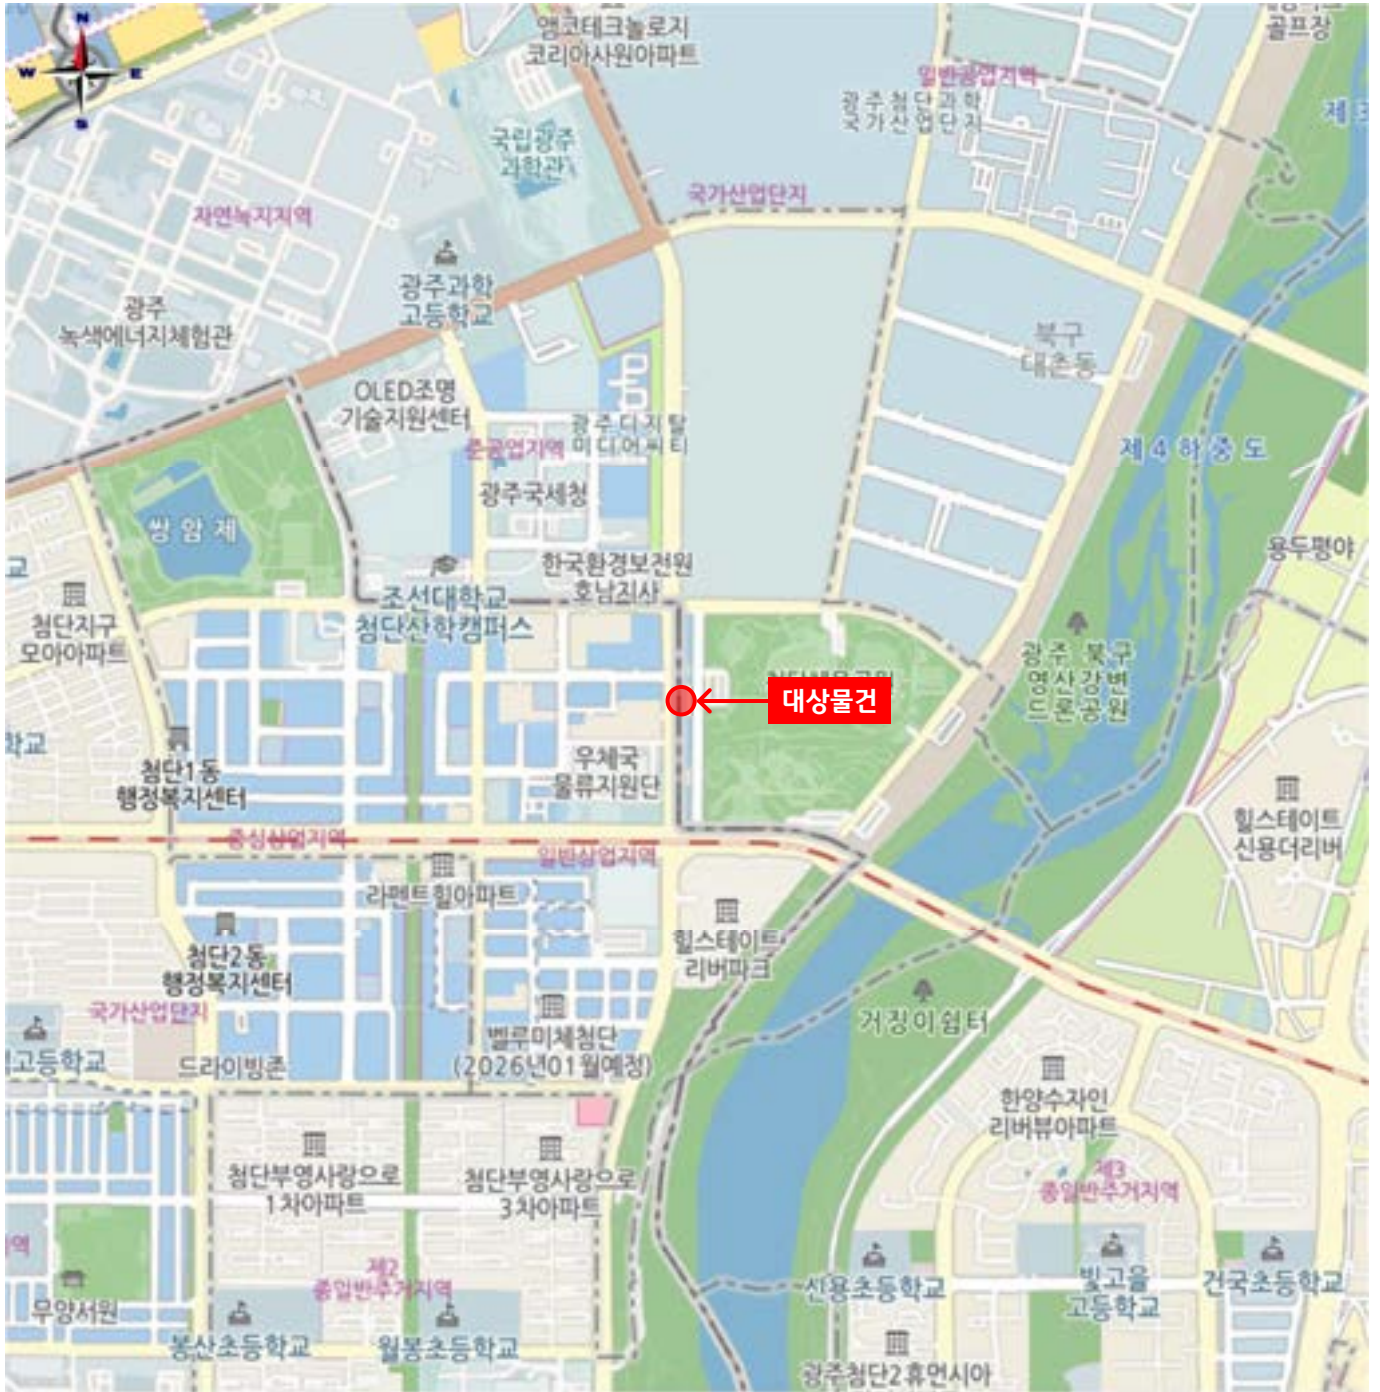 N
W
E
S
앰코테크놀로지
코리아사원아파트
골프장
일반공업지역
광주첨단과학
국가산업단지
국립광주
과학관
국가산업단지
자연녹지지역
광주과학
고등학교
광주
녹색에너지체험관
북구
대촌동
OLED조명
기술지원센터
광주디지탈
미디어씨티
준공업지역
제4하중도
광주국세청
쌍암제
용두평야
한국환경보전원
호남지사
교
조선대학교
첨단산학캠퍼스
첨단지구
모아아파트
광주 북구
영산강변
드론공원
대상물건
학교
우체국
물류지원단
첨단1동
행정복지센터
힐스테이트
신용더리버
중심상업지역
일반상업지역
라펜트힐아파트
힐스테이트
리버파크
첨단2동
행정복지센터
국가산업단지
거징이쉼터
고등학교
드라이빙존
벨루미체첨단
(2026년01월예정)
한양수자인
리버뷰아파트
첨단부영사랑으로
1차아파트
첨단부영사랑으로
3차아파트
제3
종일반주거지역
역
제2
종일반주거지역
무양서원
신용초등학교
빛고을
고등학교
건국초등학교
봉산초등학교
월봉초등학교
광주첨단2휴먼시아